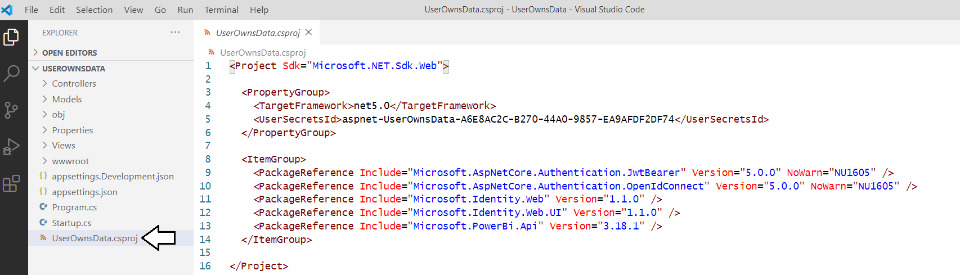 File Edit Selection View Go Run Terminal Help UserOwnsData.csproj - UserOwnsData - Visual Studio Code
EXPLORER ···
OPEN EDITORS
USEROWNSDATA
Controllers
Models
obj
Properties
Views
wwwroot
{} appsettings.Development.json
{} appsettings.json
C# Program.cs
C# Startup.cs
UserOwnsData.csproj
UserOwnsData.csproj ×
UserOwnsData.csproj
1 <Project Sdk="Microsoft.NET.Sdk.Web">
2
3 <PropertyGroup>
4 <TargetFramework>net5.0</TargetFramework>
5 <UserSecretsId>aspnet-UserOwnsData-A6E8AC2C-B270-44A0-9857-EA9AFDF2DF74</UserSecretsId>
6 </PropertyGroup>
7
8 <ItemGroup>
9 <PackageReference Include="Microsoft.AspNetCore.Authentication.JwtBearer" Version="5.0.0" NoWarn="NU1605" />
10 <PackageReference Include="Microsoft.AspNetCore.Authentication.OpenIdConnect" Version="5.0.0" NoWarn="NU1605" />
11 <PackageReference Include="Microsoft.Identity.Web" Version="1.1.0" />
12 <PackageReference Include="Microsoft.Identity.Web.UI" Version="1.1.0" />
13 <PackageReference Include="Microsoft.PowerBi.Api" Version="3.18.1" />
14 </ItemGroup>
15
16 </Project>